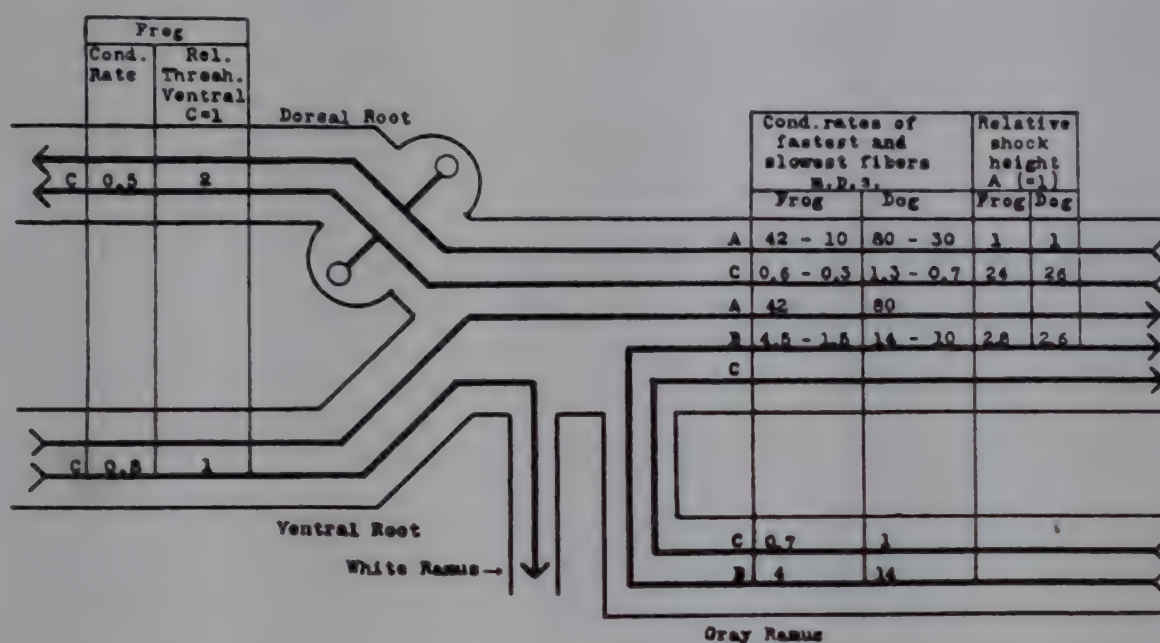 Frog
Cond. Rate
Rel. Thresh. Ventral C=1
Dorsal Root
C 0.5 2
Cond. rates of fastest and slowest fibers m.p.s.
Relative shock height A (=1)
Frog Dog Frog Dog
A 42 - 10 80 - 30 1 1
C 0.6 - 0.3 1.3 - 0.7 24 26
A 42 80
B 4.5 - 1.5 14 - 10 2.8 2.6
C
C 0.8 1
Ventral Root
C 0.7 1
White Ramus→
B 4 14
Gray Ramus